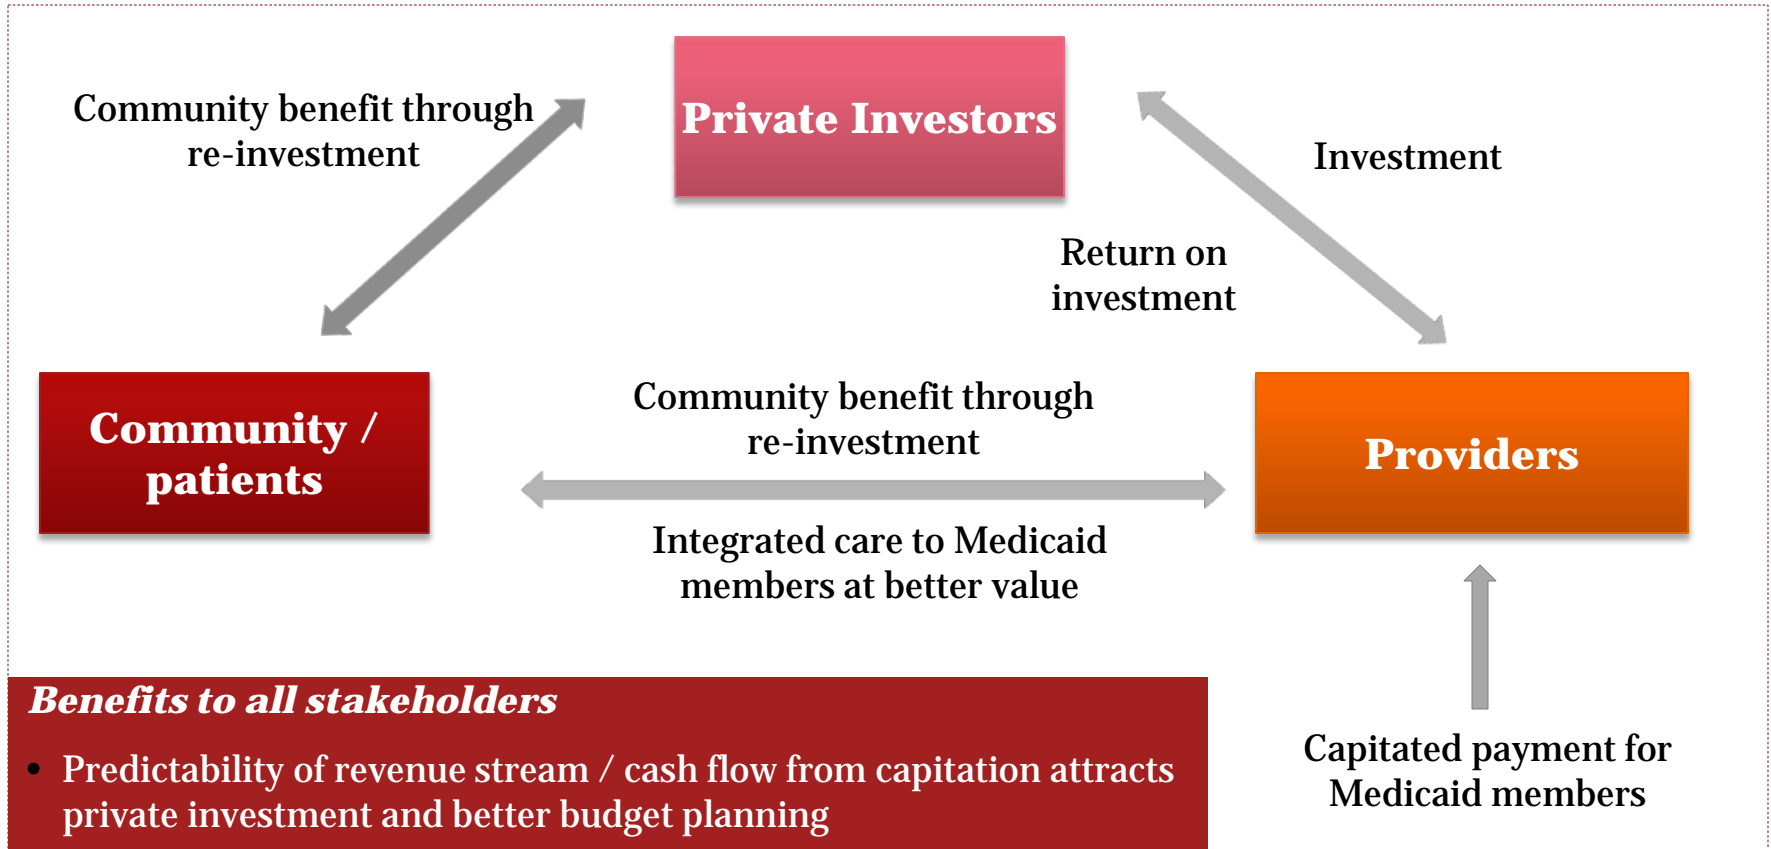 Private Investors
Community benefit through
re-investment
Investment
Return on
investment
Community /
patients
Community benefit through
re-investment
Providers
Integrated care to Medicaid
members at better value
Benefits to all stakeholders
• Predictability of revenue stream / cash flow from capitation attracts
private investment and better budget planning
Capitated payment for
Medicaid members